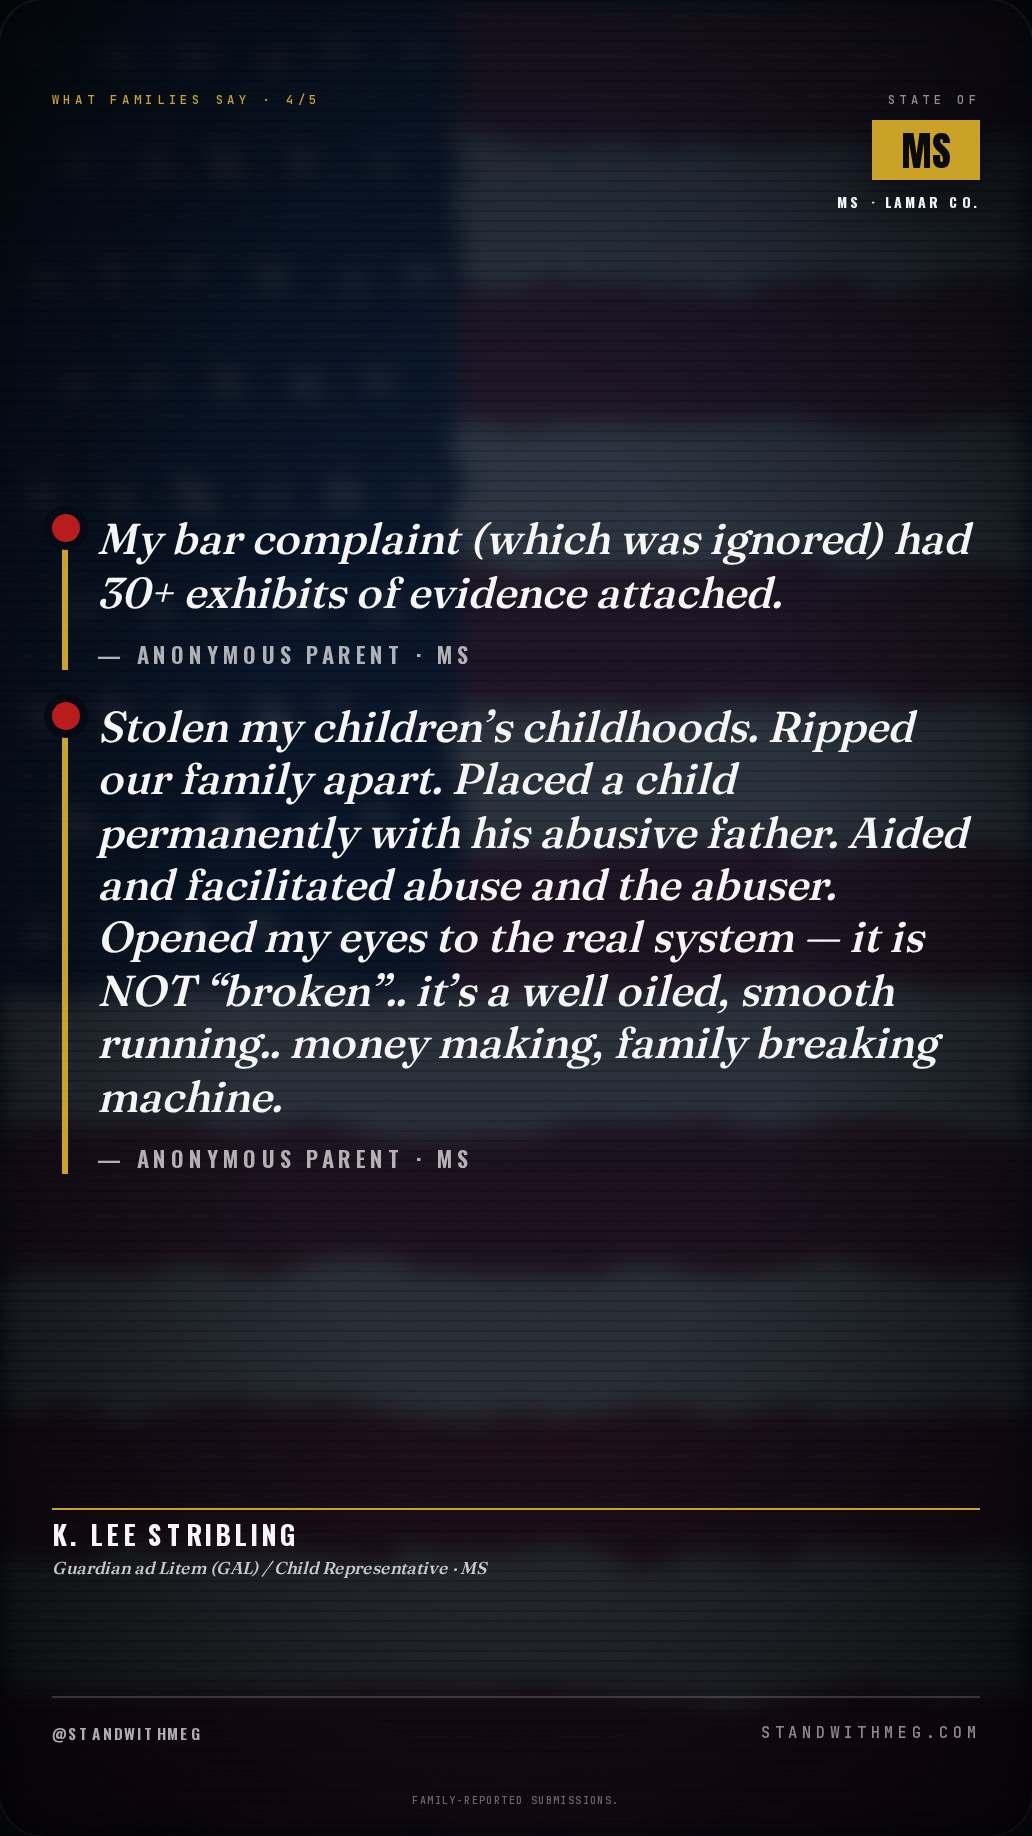 WHAT FAMILIES SAY · 4/5
STATE OF
MS
MS · LAMAR CO.
My bar complaint (which was ignored) had
30+ exhibits of evidence attached.
— ANONYMOUS PARENT · MS
Stolen my children’s childhoods. Ripped
our family apart. Placed a child
permanently with his abusive father. Aided
and facilitated abuse and the abuser.
Opened my eyes to the real system — it is
NOT “broken”.. it’s a well oiled, smooth
running.. money making, family breaking
machine.
— ANONYMOUS PARENT · MS
K. LEE STRIBLING
Guardian ad Litem (GAL) / Child Representative · MS
@STANDWITHMEG
STANDWITHMEG.COM
FAMILY-REPORTED SUBMISSIONS.